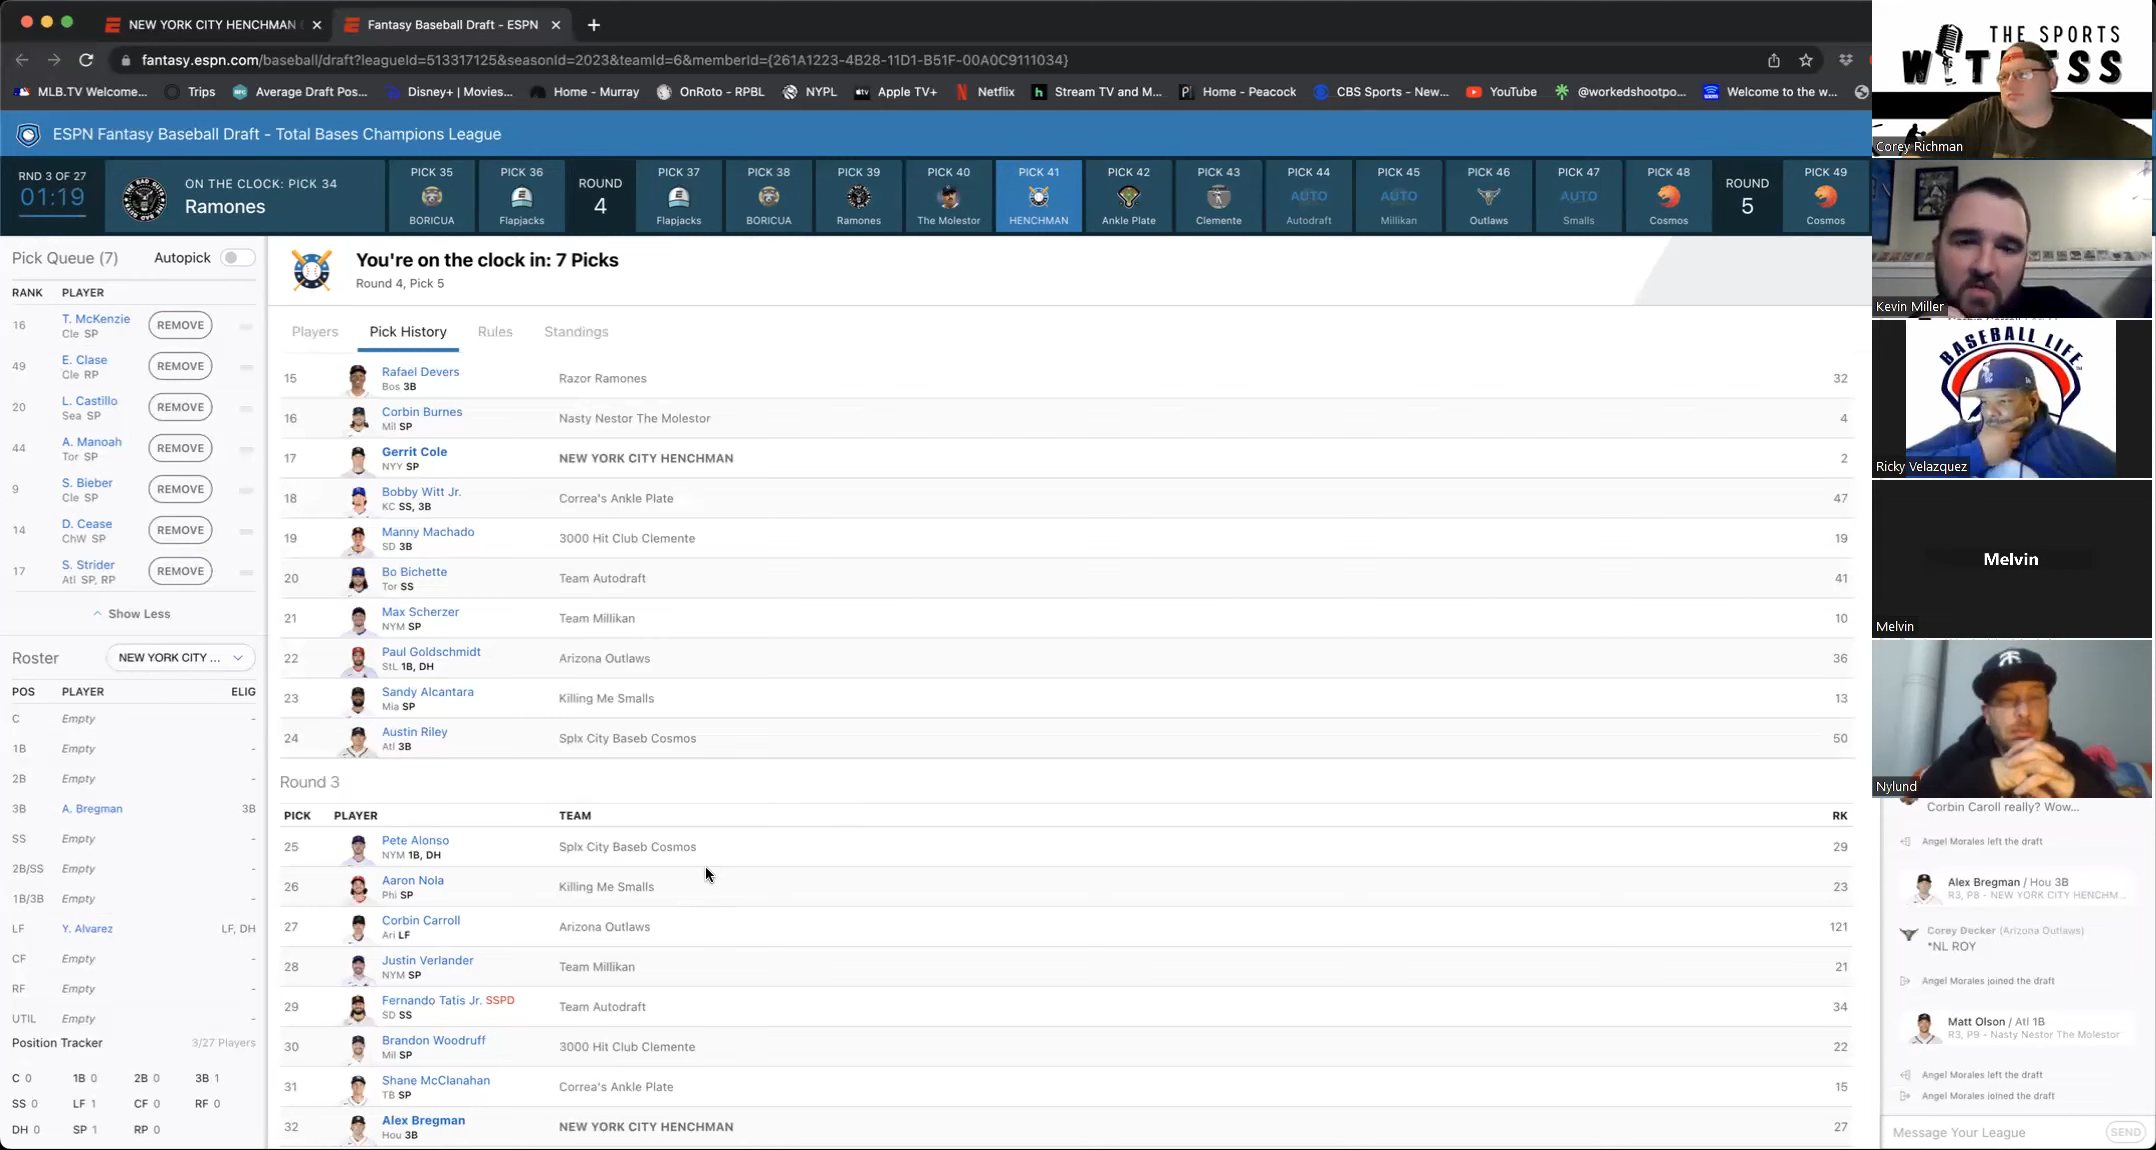 NEW YORK CITY HENCHMAN (
Fantasy Baseball Draft - ESPN
fantasy.espn.com/baseball/draft?leagueId=513317125&seasonId=2023&teamId=6&memberId={261A1223-4B28-11D1-B51F-00A0C9111034}
MLB.TV Welcome...
Trips
Average Draft Pos...
Disney+ | Movies...
Home - Murray
OnRoto - RPBL
NYPL
Apple TV+
Netflix
Stream TV and M...
Home - Peacock
CBS Sports - New...
YouTube
@workedshootpo...
Welcome to the w...
ESPN Fantasy Baseball Draft - Total Bases Champions League
RND 3 OF 27
01:19
ON THE CLOCK: PICK 34
Ramones
PICK 35
BORICUA
PICK 36
Flapjacks
ROUND
4
PICK 37
Flapjacks
PICK 38
BORICUA
PICK 39
Ramones
PICK 40
The Molestor
PICK 41
HENCHMAN
PICK 42
Ankle Plate
PICK 43
Clemente
PICK 44
AUTO
Autodraft
PICK 45
AUTO
Millikan
PICK 46
Outlaws
PICK 47
AUTO
Smalls
PICK 48
Cosmos
ROUND
5
PICK 49
Cosmos
Pick Queue (7)
Autopick
RANK PLAYER
16 T. McKenzie REMOVE
Cle SP
49 E. Clase REMOVE
Cle RP
20 L. Castillo REMOVE
Sea SP
44 A. Manoah REMOVE
Tor SP
9 S. Bieber REMOVE
Cle SP
14 D. Cease REMOVE
ChW SP
17 S. Strider REMOVE
Atl SP, RP
Show Less
Roster
NEW YORK CITY ...
POS PLAYER ELIG
C Empty -
1B Empty -
2B Empty -
3B A. Bregman 3B
SS Empty -
2B/SS Empty -
1B/3B Empty -
LF Y. Alvarez LF, DH
CF Empty -
RF Empty -
UTIL Empty -
Position Tracker 3/27 Players
C 0 1B 0 2B 0 3B 1
SS 0 LF 1 CF 0 RF 0
DH 0 SP 1 RP 0
You're on the clock in: 7 Picks
Round 4, Pick 5
Players
Pick History
Rules
Standings
15 Rafael Devers Razor Ramones 32
Bos 3B
16 Corbin Burnes Nasty Nestor The Molestor 4
Mil SP
17 Gerrit Cole NEW YORK CITY HENCHMAN 2
NYY SP
18 Bobby Witt Jr. Correa's Ankle Plate 47
KC SS, 3B
19 Manny Machado 3000 Hit Club Clemente 19
SD 3B
20 Bo Bichette Team Autodraft 41
Tor SS
21 Max Scherzer Team Millikan 10
NYM SP
22 Paul Goldschmidt Arizona Outlaws 36
StL 1B, DH
23 Sandy Alcantara Killing Me Smalls 13
Mia SP
24 Austin Riley Splx City Baseb Cosmos 50
Atl 3B
Round 3
PICK PLAYER TEAM RK
25 Pete Alonso Splx City Baseb Cosmos 29
NYM 1B, DH
26 Aaron Nola Killing Me Smalls 23
Phi SP
27 Corbin Carroll Arizona Outlaws 121
Ari LF
28 Justin Verlander Team Millikan 21
NYM SP
29 Fernando Tatis Jr. SSPD Team Autodraft 34
SD SS
30 Brandon Woodruff 3000 Hit Club Clemente 22
Mil SP
31 Shane McClanahan Correa's Ankle Plate 15
TB SP
32 Alex Bregman NEW YORK CITY HENCHMAN 27
Hou 3B
THE SPORTS
WITNESS
Corey Richman
Kevin Miller
BASEBALL LIFE
Ricky Velazquez
Melvin
Melvin
Nylund
Corbin Caroll really? Wow...
Angel Morales left the draft
Alex Bregman / Hou 3B
R3, P8 - NEW YORK CITY HENCHM...
Corey Decker (Arizona Outlaws)
*NL ROY
Angel Morales joined the draft
Matt Olson / Atl 1B
R3, P9 - Nasty Nestor The Molestor
Angel Morales left the draft
Angel Morales joined the draft
Message Your League
SEND